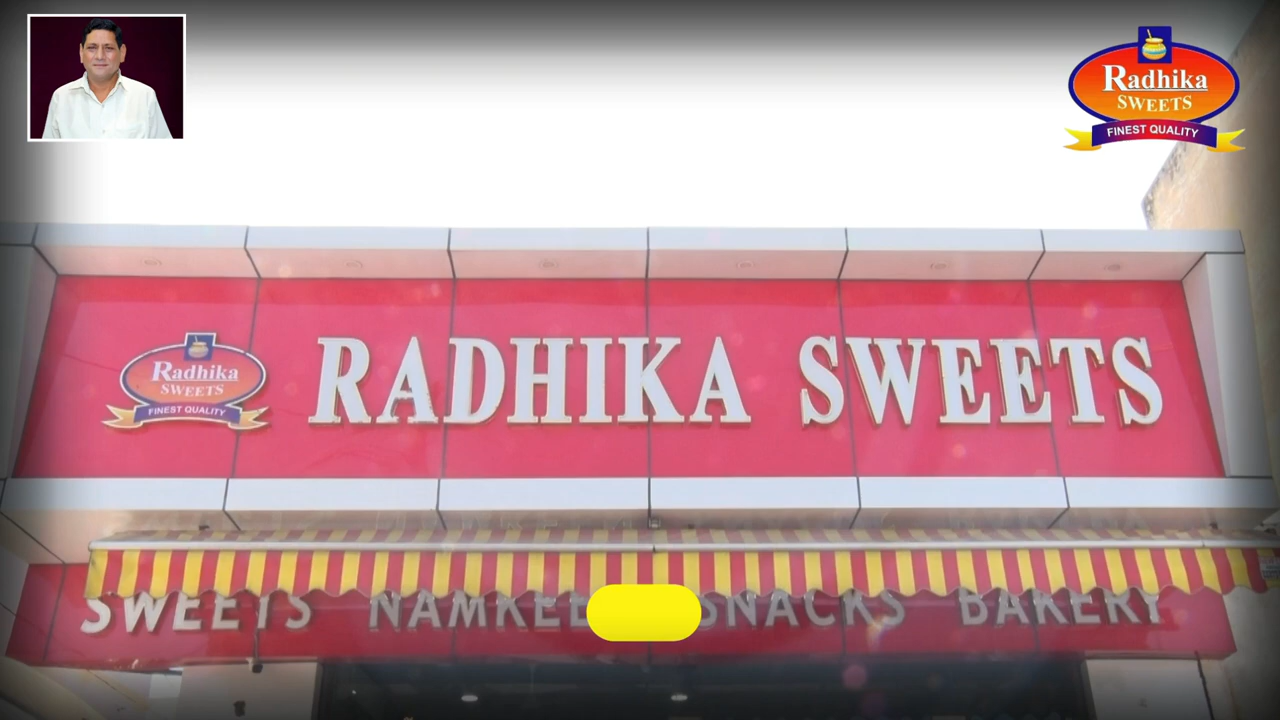 Radhika
SWEETS
FINEST QUALITY
Radhika
SWEETS
FINEST QUALITY
RADHIKA SWEETS
SWEETS SNACKS BAKERY